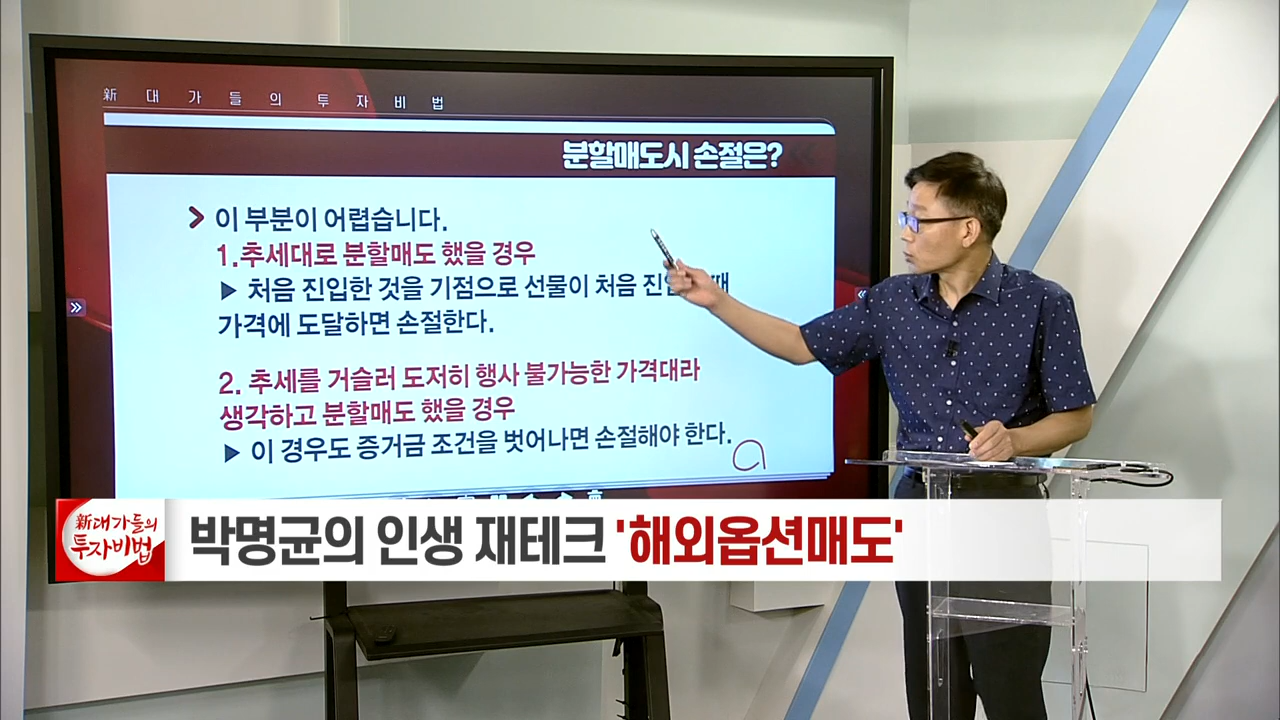 新 대 가 들 의 투 자 비 법
분할매도시 손절은?
이 부분이 어렵습니다.
1.추세대로 분할매도 했을 경우
▶ 처음 진입한 것을 기점으로 선물이 처음
가격에 도달하면 손절한다.
2. 추세를 거슬러 도저히 행사 불가능한 가격대라
생각하고 분할매도 했을 경우
▶ 이 경우도 증거금 조건을 벗어나면 손절해야 한다.
新대가들의
투자비법
박명균의 인생 재테크 '해외옵션매도'